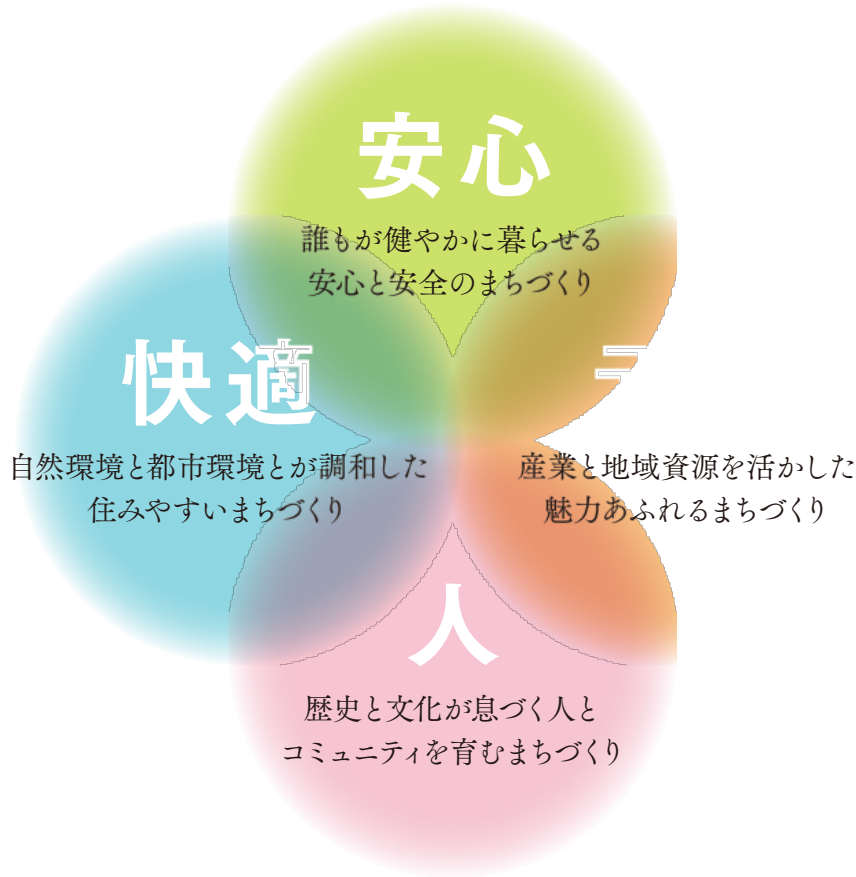 安心
誰もが健やかに暮らせる
安心と安全のまちづくり
快適
自然環境と都市環境とが調和した
住みやすいまちづくり
産業と地域資源を活かした
魅力あふれるまちづくり
人
歴史と文化が息づく人と
コミュニティを育むまちづくり